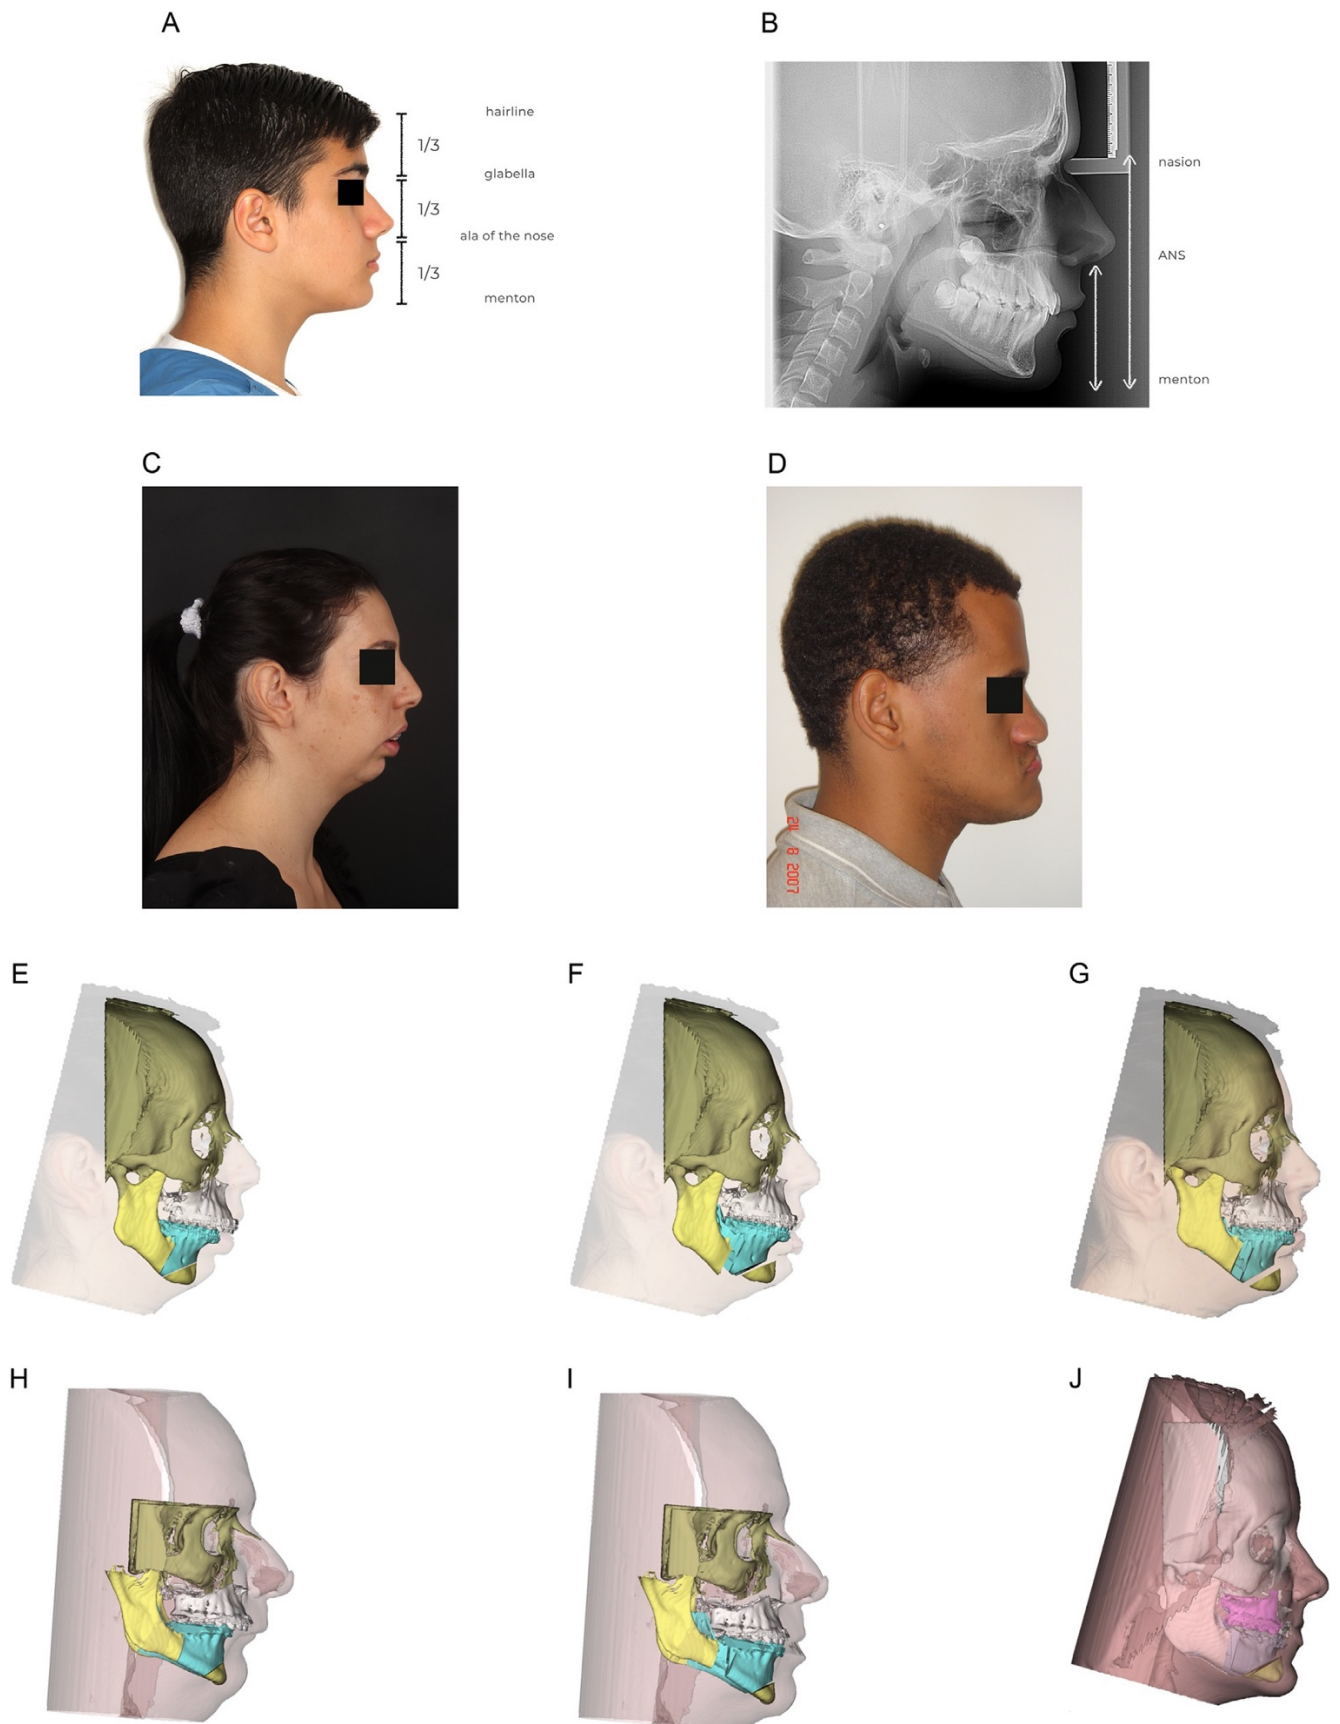 A
B
hairline
1/3
glabella
1/3
ala of the nose
1/3
menton
nasion
ANS
menton
C
D
24 8 2007
E
F
G
H
I
J